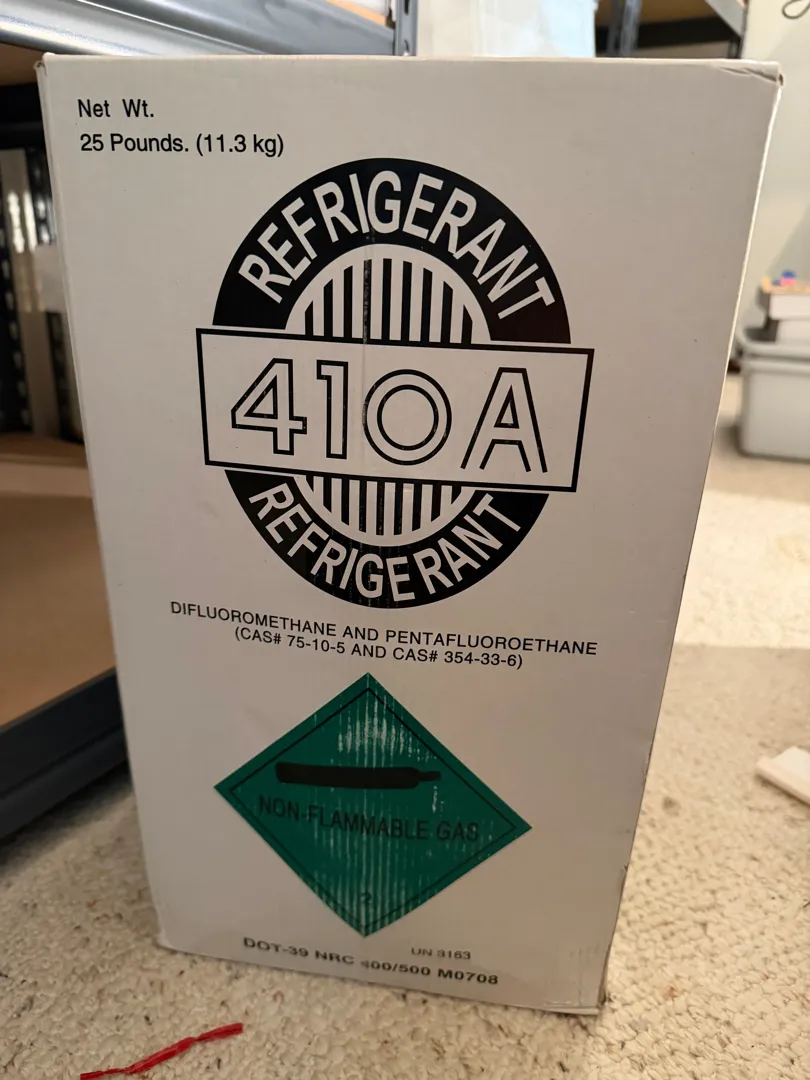 Net Wt.
25 Pounds. (11.3 kg)
REFRIGERANT
410A
REFRIGERANT
DIFLUOROMETHANE AND PENTAFLUOROETHANE
(CAS# 75-10-5 AND CAS# 354-33-6)
NON-FLAMMABLE GAS
2
UN 3163
DOT-39 NRC 400/500 M0708